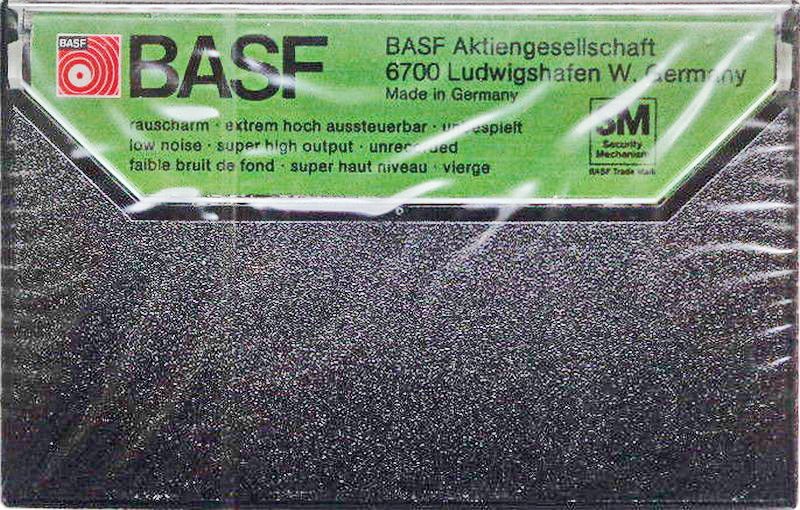 BASF
BASF
BASF Aktiengesellschaft
6700 Ludwigshafen W. Germany
Made in Germany
rauscharm · extrem hoch aussteuerbar · unbespielt
low noise · super high output · unrecorded
faible bruit de fond · super haut niveau · vierge
SM
Security
Mechanism
BASF Trade Mark